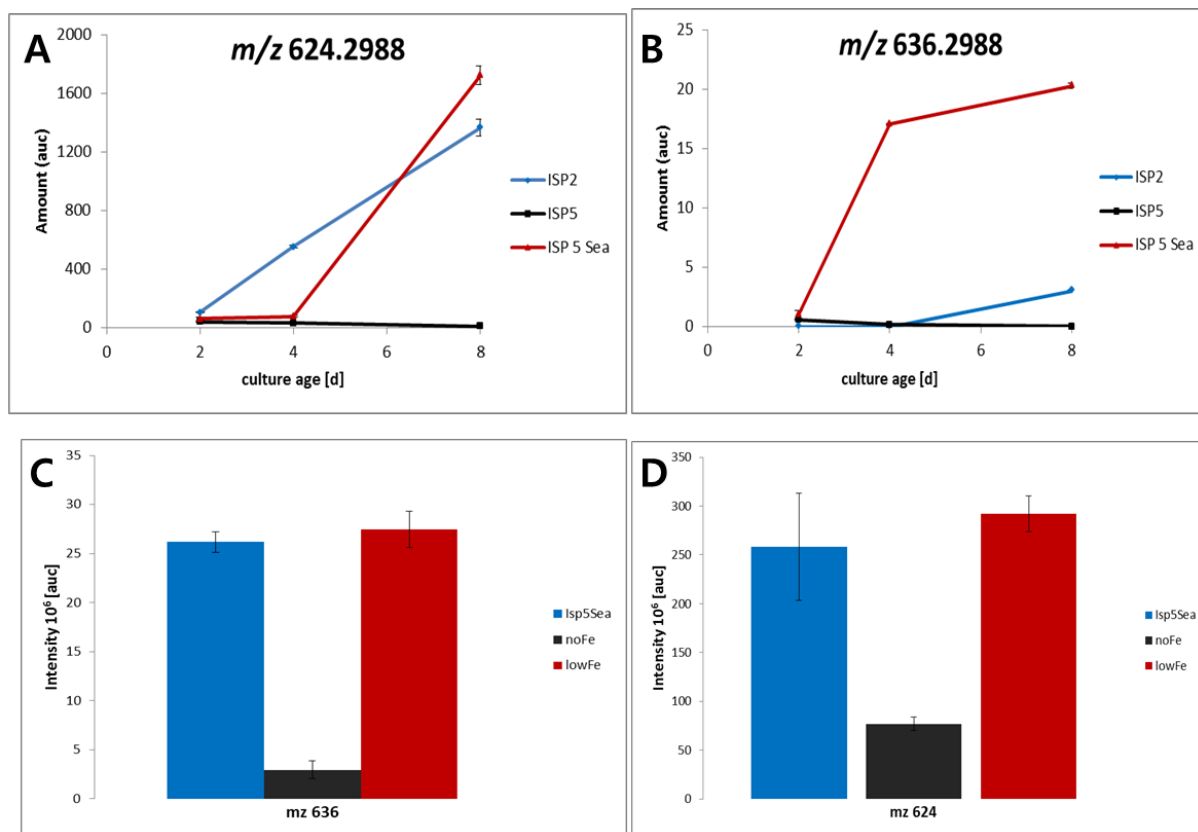 A
m/z 624.2988
Amount (auc)
2000
1600
1200
800
400
0
0 2 4 6 8
culture age [d]
ISP2
ISP5
ISP 5 Sea
B
m/z 636.2988
Amount (auc)
25
20
15
10
5
0
0 2 4 6 8
culture age [d]
ISP2
ISP5
ISP 5 Sea
C
Intensity 10⁶ [auc]
35
30
25
20
15
10
5
0
mz 636
Isp5Sea
noFe
lowFe
D
Intensity 10⁶ [auc]
350
300
250
200
150
100
50
0
mz 624
Isp5Sea
noFe
lowFe